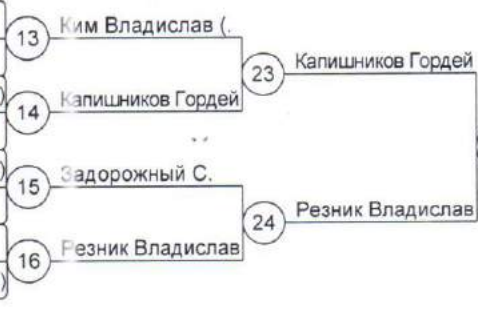 13 Ким Владислав (.
Капишников Гордей
23
14 Капишников Гордей
15 Задорожный С.
Резник Владислав
24
16 Резник Владислав